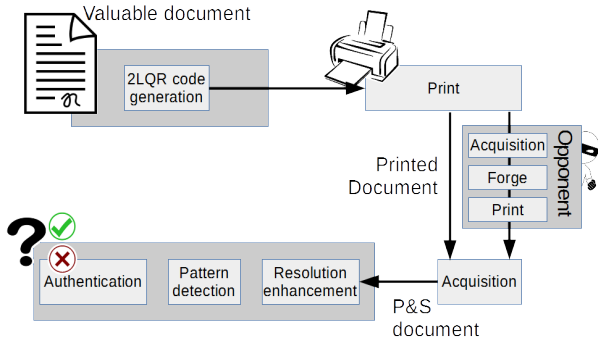 Valuable document
2LQR code
generation
Print
Acquisition
Forge
Print
Opponent
Printed
Document
Authentication
Pattern
detection
Resolution
enhancement
Acquisition
P&S
document